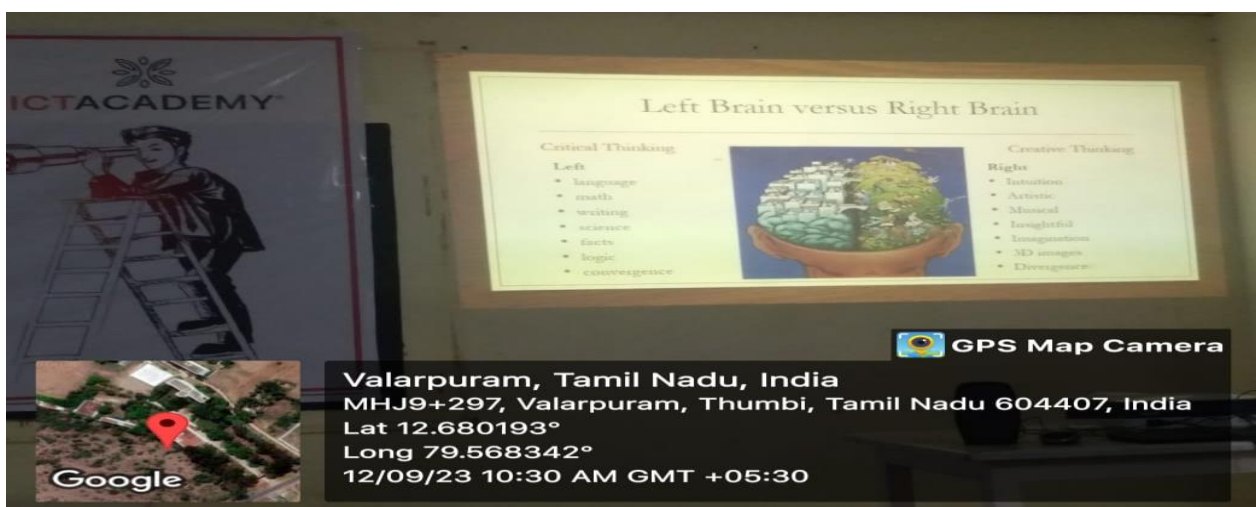 ICTACADEMY
Left Brain versus Right Brain
Critical Thinking
Left
• language
• math
• writing
• science
• facts
• logic
• convergence
Creative Thinking
Right
• Intuition
• Artistic
• Musical
• Insightful
• Imagination
• 3D images
• Divergence
GPS Map Camera
Google
Valarpuram, Tamil Nadu, India
MHJ9+297, Valarpuram, Thumbi, Tamil Nadu 604407, India
Lat 12.680193°
Long 79.568342°
12/09/23 10:30 AM GMT +05:30